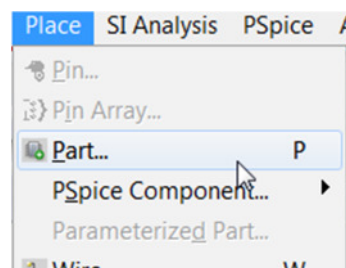 Place SI Analysis PSpice
Pin...
Pin Array...
Part... P
PSpice Component...
Parameterized Part...
Wire W